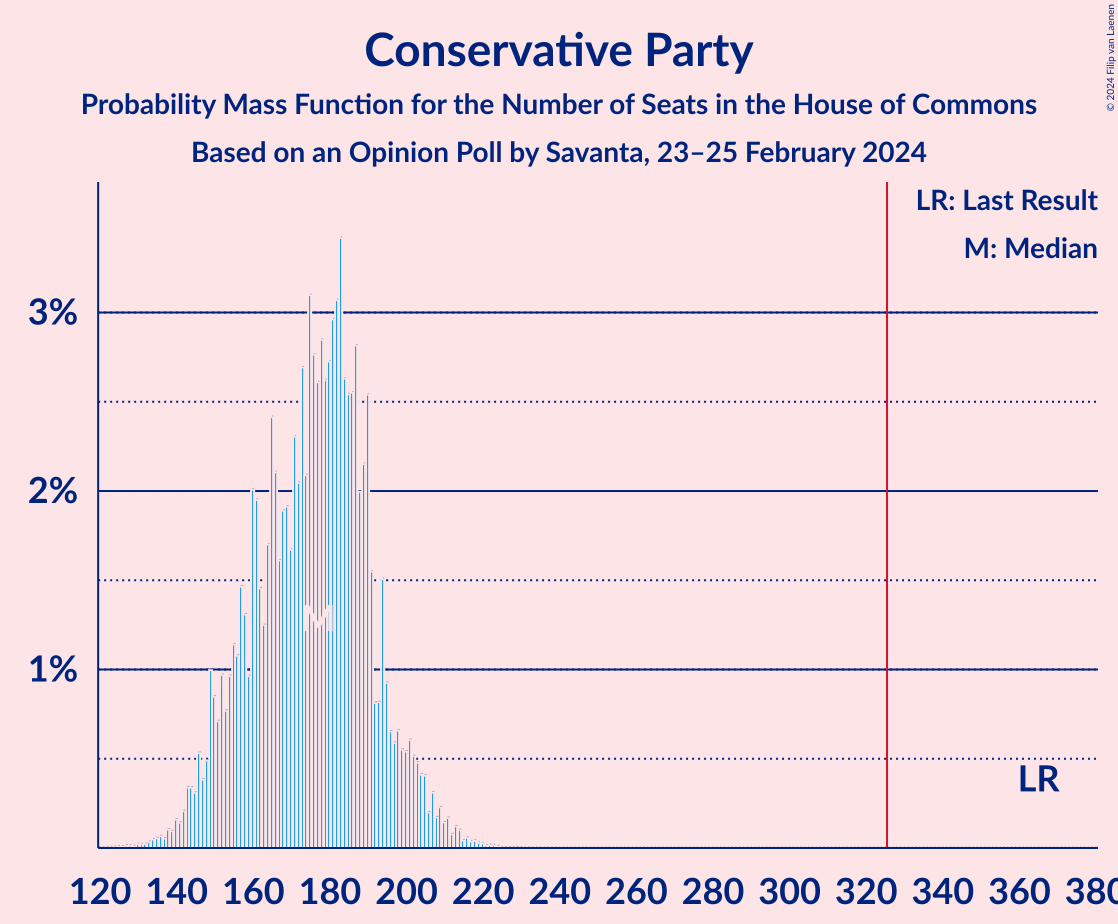 Conservative Party
Probability Mass Function for the Number of Seats in the House of Commons
Based on an Opinion Poll by Savanta, 23–25 February 2024
© 2024 Filip van Laenen
LR: Last Result
M: Median
3%
2%
1%
M
LR
120 140 160 180 200 220 240 260 280 300 320 340 360 380